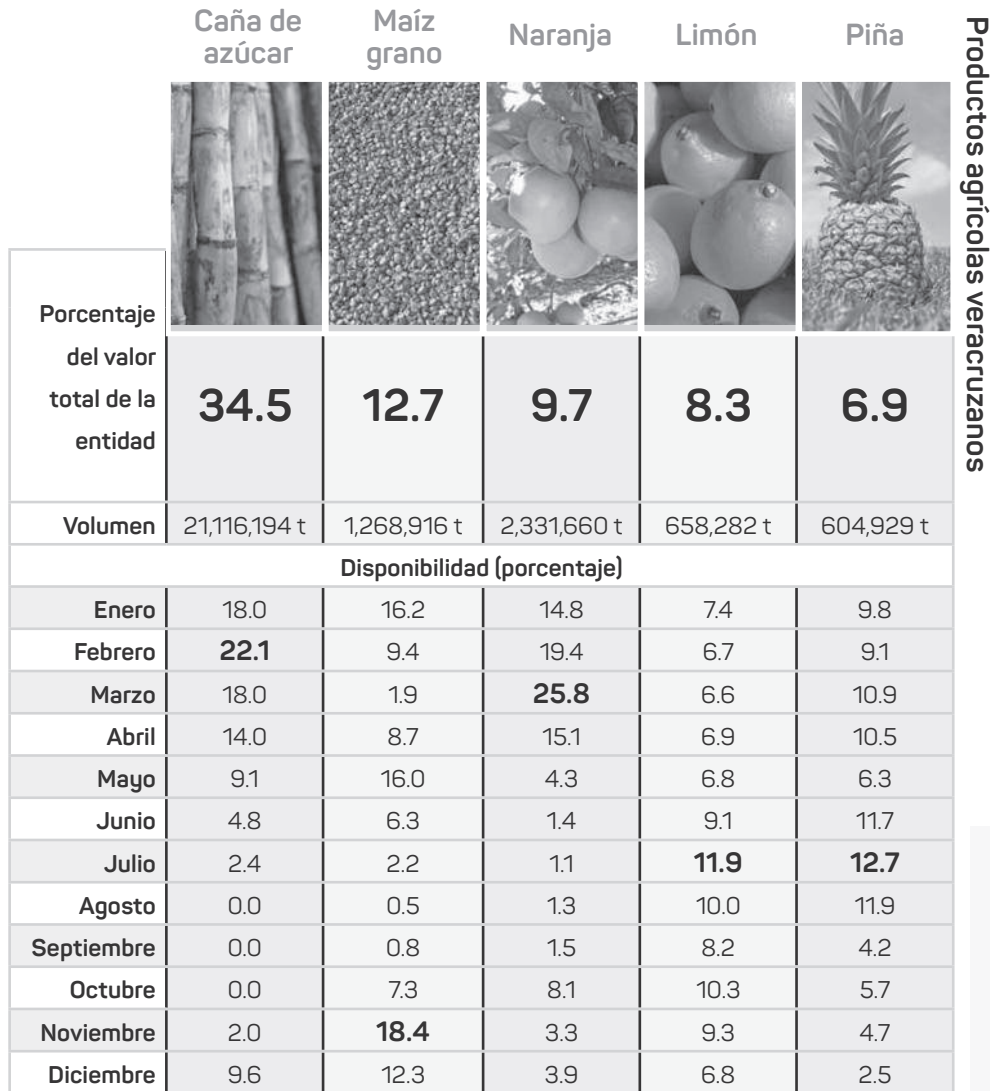 Productos agrícolas veracruzanos
Caña de azúcar Maíz grano Naranja Limón Piña
Porcentaje del valor total de la entidad 34.5 12.7 9.7 8.3 6.9
Volumen 21,116,194 t 1,268,916 t 2,331,660 t 658,282 t 604,929 t
Disponibilidad (porcentaje)
Enero 18.0 16.2 14.8 7.4 9.8
Febrero 22.1 9.4 19.4 6.7 9.1
Marzo 18.0 1.9 25.8 6.6 10.9
Abril 14.0 8.7 15.1 6.9 10.5
Mayo 9.1 16.0 4.3 6.8 6.3
Junio 4.8 6.3 1.4 9.1 11.7
Julio 2.4 2.2 1.1 11.9 12.7
Agosto 0.0 0.5 1.3 10.0 11.9
Septiembre 0.0 0.8 1.5 8.2 4.2
Octubre 0.0 7.3 8.1 10.3 5.7
Noviembre 2.0 18.4 3.3 9.3 4.7
Diciembre 9.6 12.3 3.9 6.8 2.5